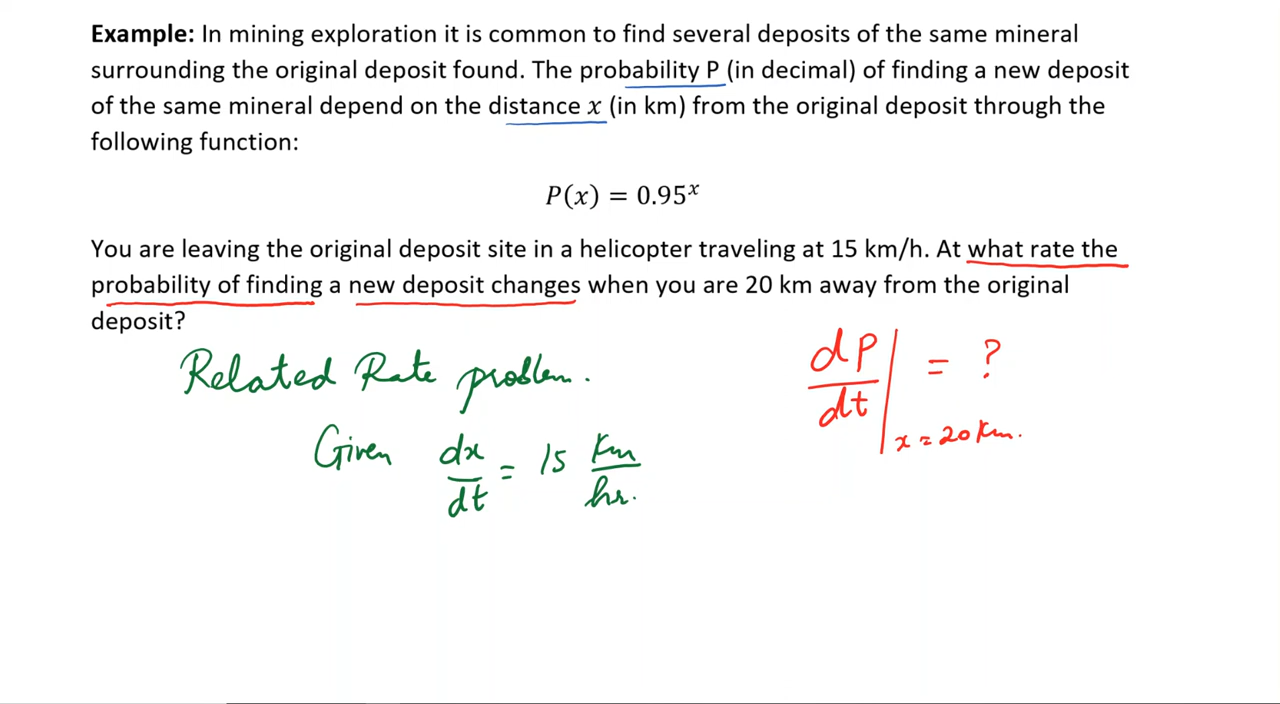 Example: In mining exploration it is common to find several deposits of the same mineral
surrounding the original deposit found. The probability P (in decimal) of finding a new deposit
of the same mineral depend on the distance x (in km) from the original deposit through the
following function:
P(x) = 0.95^x
You are leaving the original deposit site in a helicopter traveling at 15 km/h. At what rate the
probability of finding a new deposit changes when you are 20 km away from the original
deposit?
Related Rate problem.
Given dx/dt = 15 Km/hr.
dP/dt | x = 20 Km. = ?